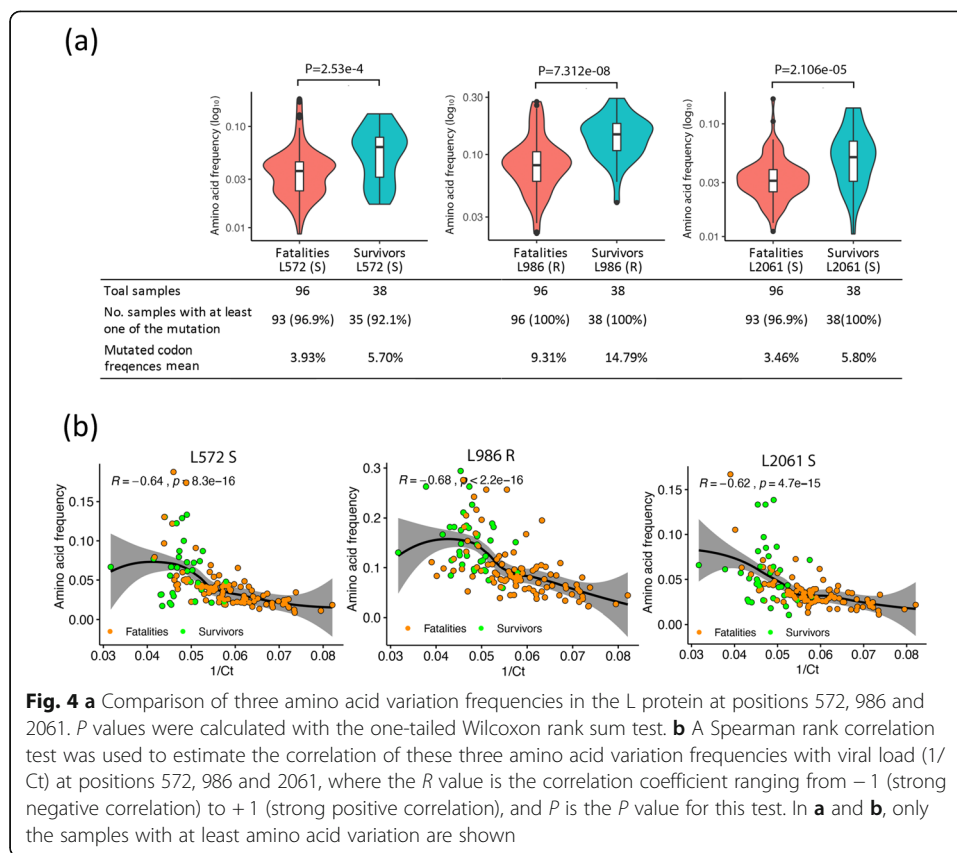 (a)
P=2.53e-4
P=7.312e-08
P=2.106e-05
Amino acid frequency (log₁₀)
0.10
0.03
0.01
Amino acid frequency (log₁₀)
0.30
0.10
0.03
Amino acid frequency (log₁₀)
0.10
0.03
0.01
Fatalities Survivors Fatalities Survivors Fatalities Survivors
L572 (S) L572 (S) L986 (R) L986 (R) L2061 (S) L2061 (S)
Toal samples 96 38 96 38 96 38
No. samples with at least
one of the mutation 93 (96.9%) 35 (92.1%) 96 (100%) 38 (100%) 93 (96.9%) 38(100%)
Mutated codon
freqences mean 3.93% 5.70% 9.31% 14.79% 3.46% 5.80%
(b)
L572 S
R = −0.64 , p = 8.3e−16
Amino acid frequency
0.15
0.10
0.05
0.00
Fatalities Survivors
0.03 0.04 0.05 0.06 0.07 0.08
1/Ct
L986 R
R = −0.68 , p < 2.2e−16
Amino acid frequency
0.3
0.2
0.1
0.0
Fatalities Survivors
0.03 0.04 0.05 0.06 0.07 0.08
1/Ct
L2061 S
R = −0.62 , p = 4.7e−15
Amino acid frequency
0.15
0.10
0.05
0.00
Fatalities Survivors
0.03 0.04 0.05 0.06 0.07 0.08
1/Ct
Fig. 4 a Comparison of three amino acid variation frequencies in the L protein at positions 572, 986 and
2061. P values were calculated with the one-tailed Wilcoxon rank sum test. b A Spearman rank correlation
test was used to estimate the correlation of these three amino acid variation frequencies with viral load (1/
Ct) at positions 572, 986 and 2061, where the R value is the correlation coefficient ranging from − 1 (strong
negative correlation) to + 1 (strong positive correlation), and P is the P value for this test. In a and b, only
the samples with at least amino acid variation are shown